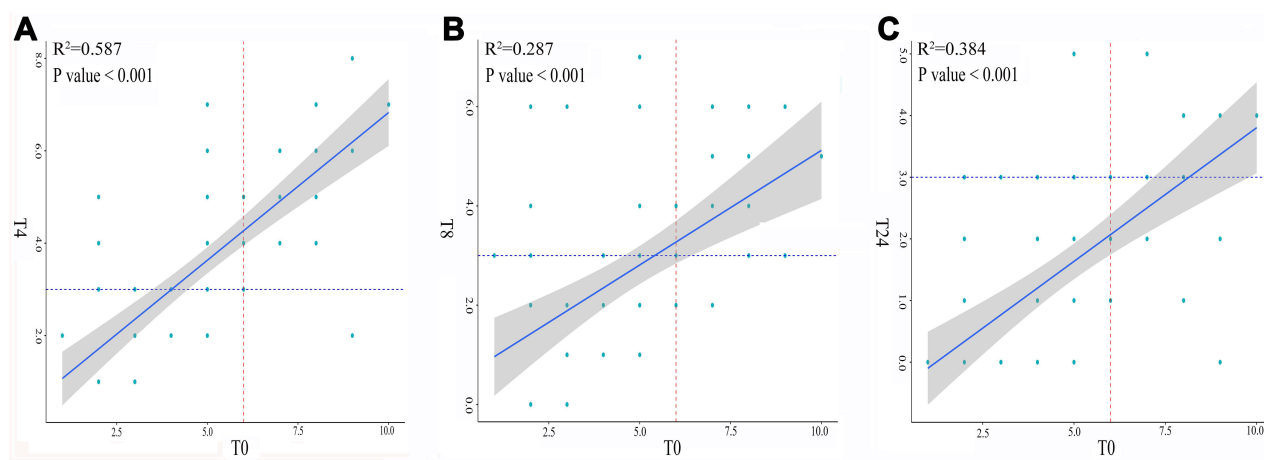 A
R²=0.587
P value < 0.001
8.0
6.0
4.0
2.0
T4
2.5 5.0 7.5 10.0
T0
B
R²=0.287
P value < 0.001
6.0
4.0
2.0
0.0
T8
2.5 5.0 7.5 10.0
T0
C
R²=0.384
P value < 0.001
5.0
4.0
3.0
2.0
1.0
0.0
T24
2.5 5.0 7.5 10.0
T0